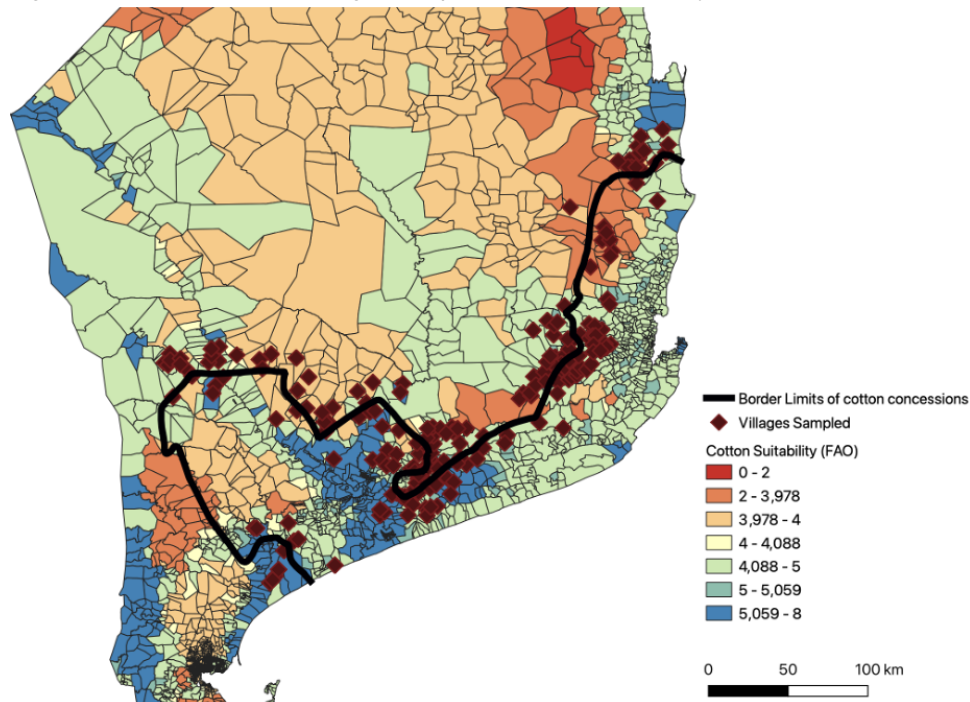 Border Limits of cotton concessions
Villages Sampled
Cotton Suitability (FAO)
0 - 2
2 - 3,978
3,978 - 4
4 - 4,088
4,088 - 5
5 - 5,059
5,059 - 8
0 50 100 km